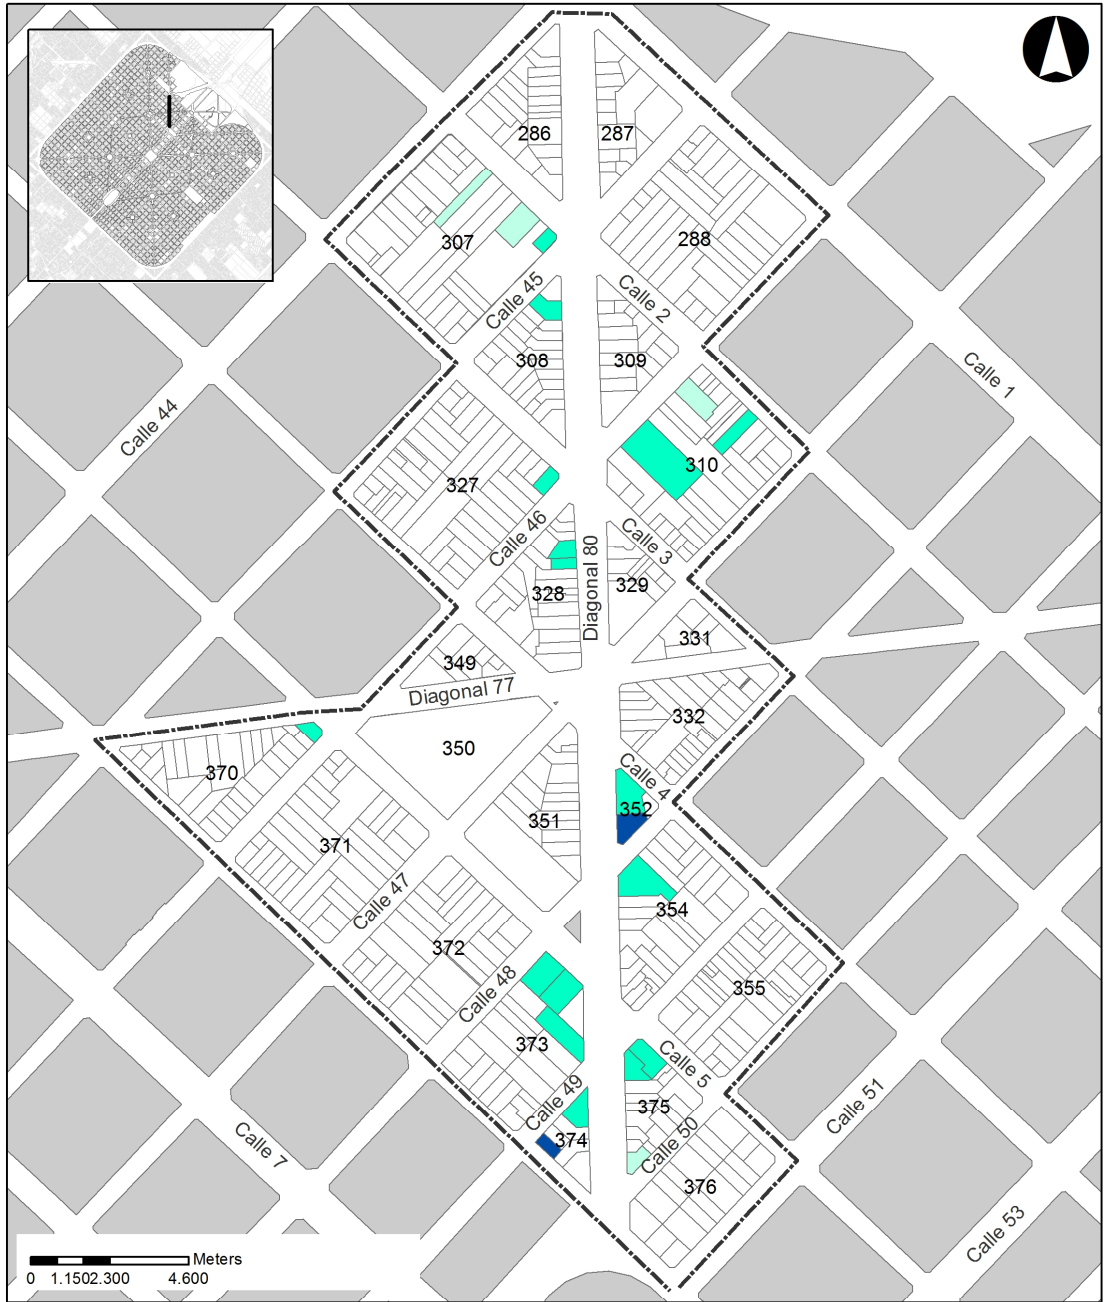 286
287
307
288
Calle 45
Calle 2
308
309
Calle 1
Calle 44
310
327
Calle 46
Calle 3
Diagonal 80
328
329
331
349
Diagonal 77
332
350
370
Calle 4
352
351
371
Calle 47
354
372
Calle 48
355
373
Calle 5
Calle 49
375
Calle 51
374
Calle 50
Calle 7
376
Calle 53
Meters
0 1.150 2.300 4.600